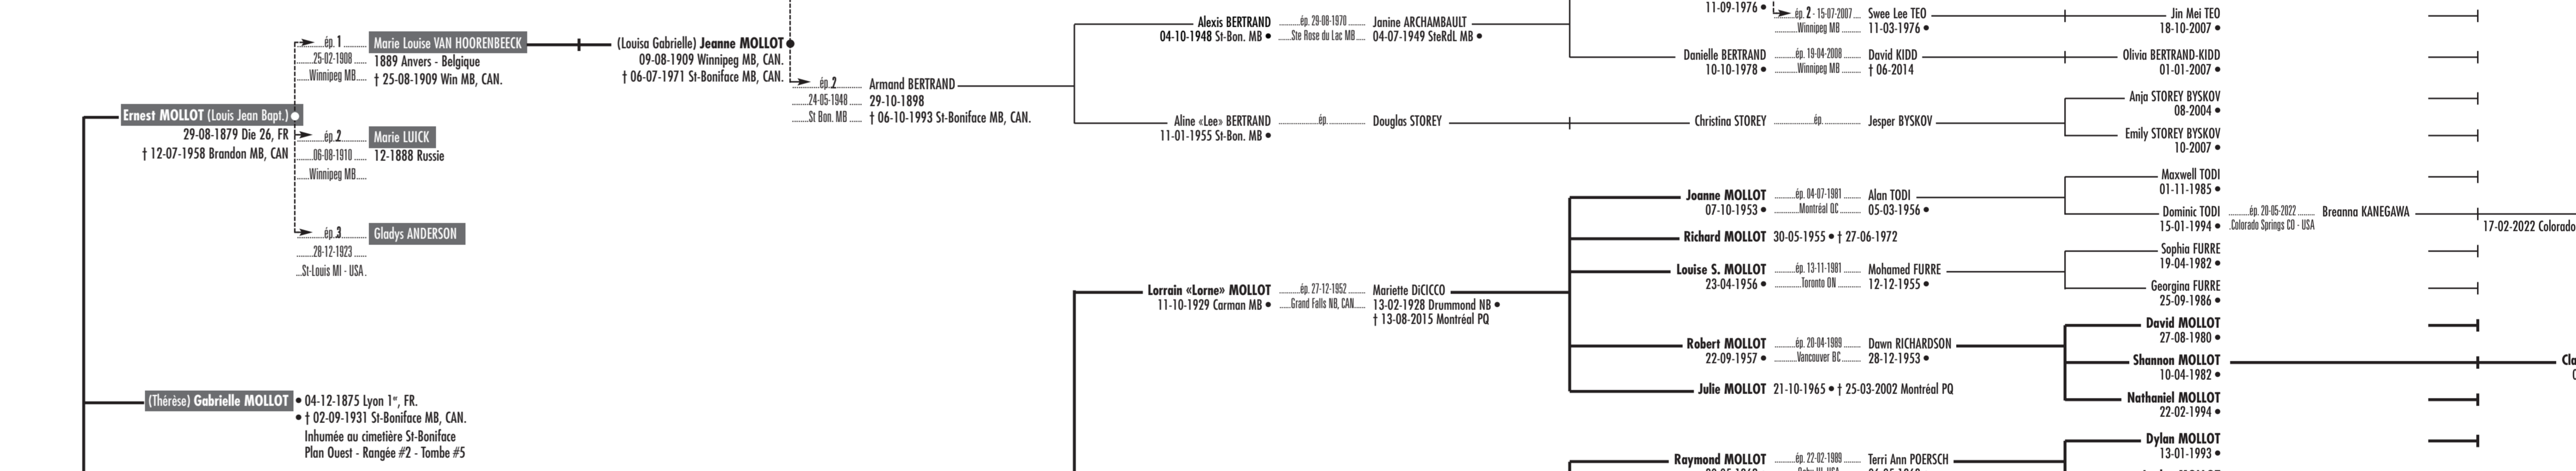 ép. 1
25-02-1908
Winnipeg MB
Marie Louise VAN HOORENBEECK
1889 Anvers - Belgique
† 25-08-1909 Win MB, CAN.
(Louisa Gabrielle) Jeanne MOLLOT
09-08-1909 Winnipeg MB, CAN.
† 06-07-1971 St-Boniface MB, CAN.
Ernest MOLLOT (Louis Jean Bapt.)
29-08-1879 Die 26, FR
† 12-07-1958 Brandon MB, CAN
ép. 2
06-08-1910
Winnipeg MB
Marie LUICK
12-1888 Russie
ép. 3
28-12-1923
St-Louis MI - USA
Gladys ANDERSON
(Thérèse) Gabrielle MOLLOT
04-12-1875 Lyon 1er, FR.
† 02-09-1931 St-Boniface MB, CAN.
Inhumée au cimetière St-Boniface
Plan Ouest - Rangée #2 - Tombe #5
ép. 2
24-05-1948
St Bon. MB
Armand BERTRAND
29-10-1898
† 06-10-1993 St-Boniface MB, CAN.
Alexis BERTRAND
04-10-1948 St-Bon. MB
ép. 29-08-1970
Ste Rose du Lac MB
Janine ARCHAMBAULT
04-07-1949 SteRdL MB
11-09-1976
ép. 2 - 15-07-2007
Winnipeg MB
Swee Lee TEO
11-03-1976
Jin Mei TEO
18-10-2007
Danielle BERTRAND
10-10-1978
ép. 19-04-2008
Winnipeg MB
David KIDD
† 06-2014
Olivia BERTRAND-KIDD
01-01-2007
Aline «Lee» BERTRAND
11-01-1955 St-Bon. MB
ép.
Douglas STOREY
Christina STOREY
ép.
Jesper BYSKOV
Anja STOREY BYSKOV
08-2004
Emily STOREY BYSKOV
10-2007
Lorrain «Lorne» MOLLOT
11-10-1929 Carman MB
ép. 27-12-1952
Grand Falls NB, CAN
Mariette DiCICCO
13-02-1928 Drummond NB
† 13-08-2015 Montréal PQ
Joanne MOLLOT
07-10-1953
ép. 04-07-1981
Montréal QC
Alan TODI
05-03-1956
Maxwell TODI
01-11-1985
Dominic TODI
15-01-1994
ép. 20-05-2022
Colorado Springs CO - USA
Breanna KANEGAWA
17-02-2022 Colorado
Richard MOLLOT 30-05-1955 † 27-06-1972
Louise S. MOLLOT
23-04-1956
ép. 13-11-1981
Toronto ON
Mohamed FURRE
12-12-1955
Sophia FURRE
19-04-1982
Georgina FURRE
25-09-1986
Robert MOLLOT
22-09-1957
ép. 20-04-1989
Vancouver BC
Dawn RICHARDSON
28-12-1953
David MOLLOT
27-08-1980
Shannon MOLLOT
10-04-1982
Cla
Nathaniel MOLLOT
22-02-1994
Julie MOLLOT 21-10-1965 † 25-03-2002 Montréal PQ
Raymond MOLLOT
ép. 22-02-1989
Terri Ann POERSCH
Dylan MOLLOT
13-01-1993